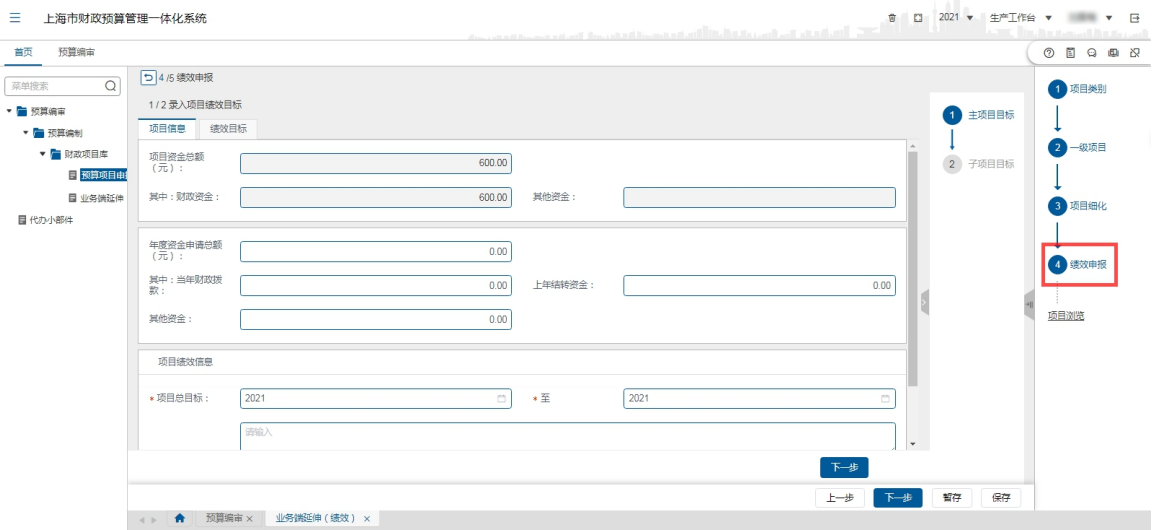 上海市财政预算管理一体化系统
2021
生产工作台
首页
预算编审
菜单搜索
预算编审
预算编制
财政项目库
预算项目申
业务端延伸
代办小部件
4 /5 绩效申报
1 / 2 录入项目绩效目标
项目信息
绩效目标
项目资金总额
（元）：
600.00
其中：财政资金：
600.00
其他资金：
年度资金申请总额
（元）：
0.00
其中：当年财政拨
款：
0.00
上年结转资金：
0.00
其他资金：
0.00
项目绩效信息
* 项目总目标：
2021
* 至
2021
请输入
下一步
1 主项目目标
2 子项目目标
1 项目类别
2 一级项目
3 项目细化
4 绩效申报
项目浏览
上一步
下一步
暂存
保存
预算编审 ×
业务端延伸（绩效） ×